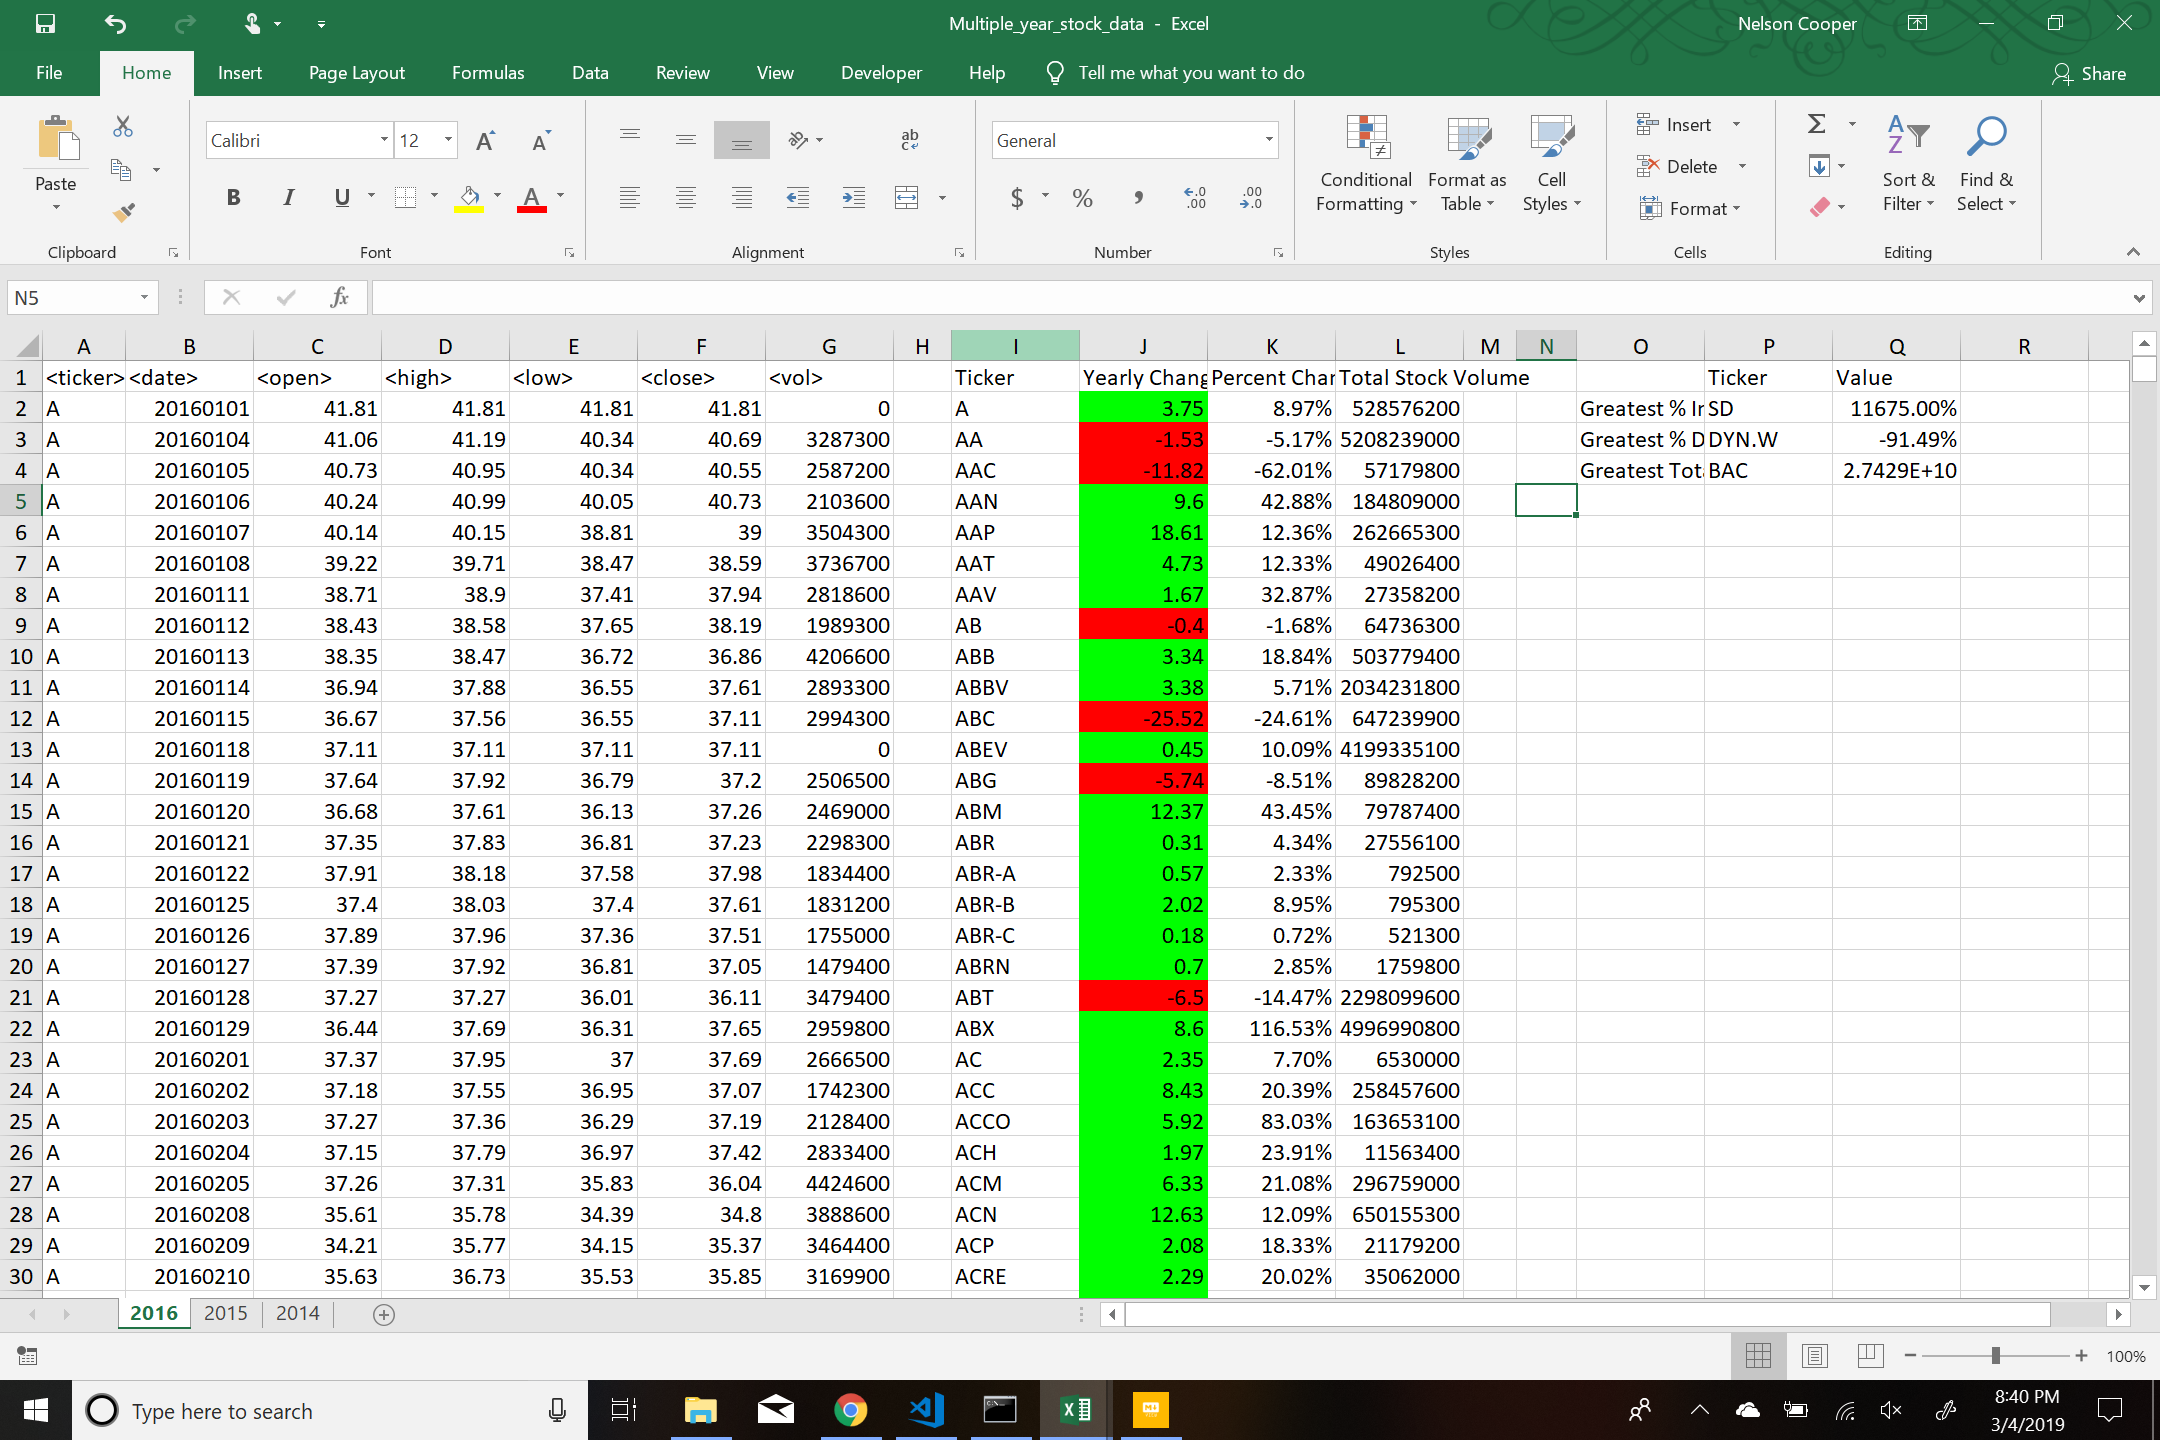 Multiple_year_stock_data - Excel
Nelson Cooper
File Home Insert Page Layout Formulas Data Review View Developer Help Tell me what you want to do Share
Paste
Clipboard
Calibri 12
B I U A
Font
ab
c
Alignment
General
$ % ,
Number
Conditional Formatting
Format as Table
Cell Styles
Styles
Insert
Delete
Format
Cells
Sort & Filter
Find & Select
Editing
N5 fx
A B C D E F G H I J K L M N O P Q R
1 <ticker> <date> <open> <high> <low> <close> <vol> Ticker Yearly Chang Percent Char Total Stock Volume Ticker Value
2 A 20160101 41.81 41.81 41.81 41.81 0 A 3.75 8.97% 528576200 Greatest % Ir SD 11675.00%
3 A 20160104 41.06 41.19 40.34 40.69 3287300 AA -1.53 -5.17% 5208239000 Greatest % D DYN.W -91.49%
4 A 20160105 40.73 40.95 40.34 40.55 2587200 AAC -11.82 -62.01% 57179800 Greatest Tota BAC 2.7429E+10
5 A 20160106 40.24 40.99 40.05 40.73 2103600 AAN 9.6 42.88% 184809000
6 A 20160107 40.14 40.15 38.81 39 3504300 AAP 18.61 12.36% 262665300
7 A 20160108 39.22 39.71 38.47 38.59 3736700 AAT 4.73 12.33% 49026400
8 A 20160111 38.71 38.9 37.41 37.94 2818600 AAV 1.67 32.87% 27358200
9 A 20160112 38.43 38.58 37.65 38.19 1989300 AB -0.4 -1.68% 64736300
10 A 20160113 38.35 38.47 36.72 36.86 4206600 ABB 3.34 18.84% 503779400
11 A 20160114 36.94 37.88 36.55 37.61 2893300 ABBV 3.38 5.71% 2034231800
12 A 20160115 36.67 37.56 36.55 37.11 2994300 ABC -25.52 -24.61% 647239900
13 A 20160118 37.11 37.11 37.11 37.11 0 ABEV 0.45 10.09% 4199335100
14 A 20160119 37.64 37.92 36.79 37.2 2506500 ABG -5.74 -8.51% 89828200
15 A 20160120 36.68 37.61 36.13 37.26 2469000 ABM 12.37 43.45% 79787400
16 A 20160121 37.35 37.83 36.81 37.23 2298300 ABR 0.31 4.34% 27556100
17 A 20160122 37.91 38.18 37.58 37.98 1834400 ABR-A 0.57 2.33% 792500
18 A 20160125 37.4 38.03 37.4 37.61 1831200 ABR-B 2.02 8.95% 795300
19 A 20160126 37.89 37.96 37.36 37.51 1755000 ABR-C 0.18 0.72% 521300
20 A 20160127 37.39 37.92 36.81 37.05 1479400 ABRN 0.7 2.85% 1759800
21 A 20160128 37.27 37.27 36.01 36.11 3479400 ABT -6.5 -14.47% 2298099600
22 A 20160129 36.44 37.69 36.31 37.65 2959800 ABX 8.6 116.53% 4996990800
23 A 20160201 37.37 37.95 37 37.69 2666500 AC 2.35 7.70% 6530000
24 A 20160202 37.18 37.55 36.95 37.07 1742300 ACC 8.43 20.39% 258457600
25 A 20160203 37.27 37.36 36.29 37.19 2128400 ACCO 5.92 83.03% 163653100
26 A 20160204 37.15 37.79 36.97 37.42 2833400 ACH 1.97 23.91% 11563400
27 A 20160205 37.26 37.31 35.83 36.04 4424600 ACM 6.33 21.08% 296759000
28 A 20160208 35.61 35.78 34.39 34.8 3888600 ACN 12.63 12.09% 650155300
29 A 20160209 34.21 35.77 34.15 35.37 3464400 ACP 2.08 18.33% 21179200
30 A 20160210 35.63 36.73 35.53 35.85 3169900 ACRE 2.29 20.02% 35062000
2016 2015 2014
100%
Type here to search
8:40 PM
3/4/2019